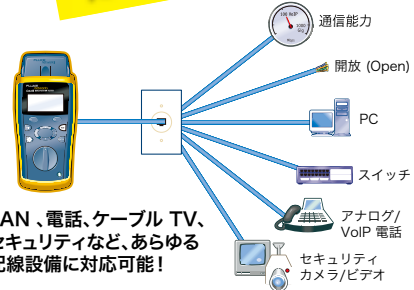 通信能力
開放 (Open)
PC
スイッチ
アナログ/
VoIP 電話
セキュリティ
カメラ/ビデオ
AN 、電話、ケーブル TV、
セキュリティなど、あらゆる
配線設備に対応可能！